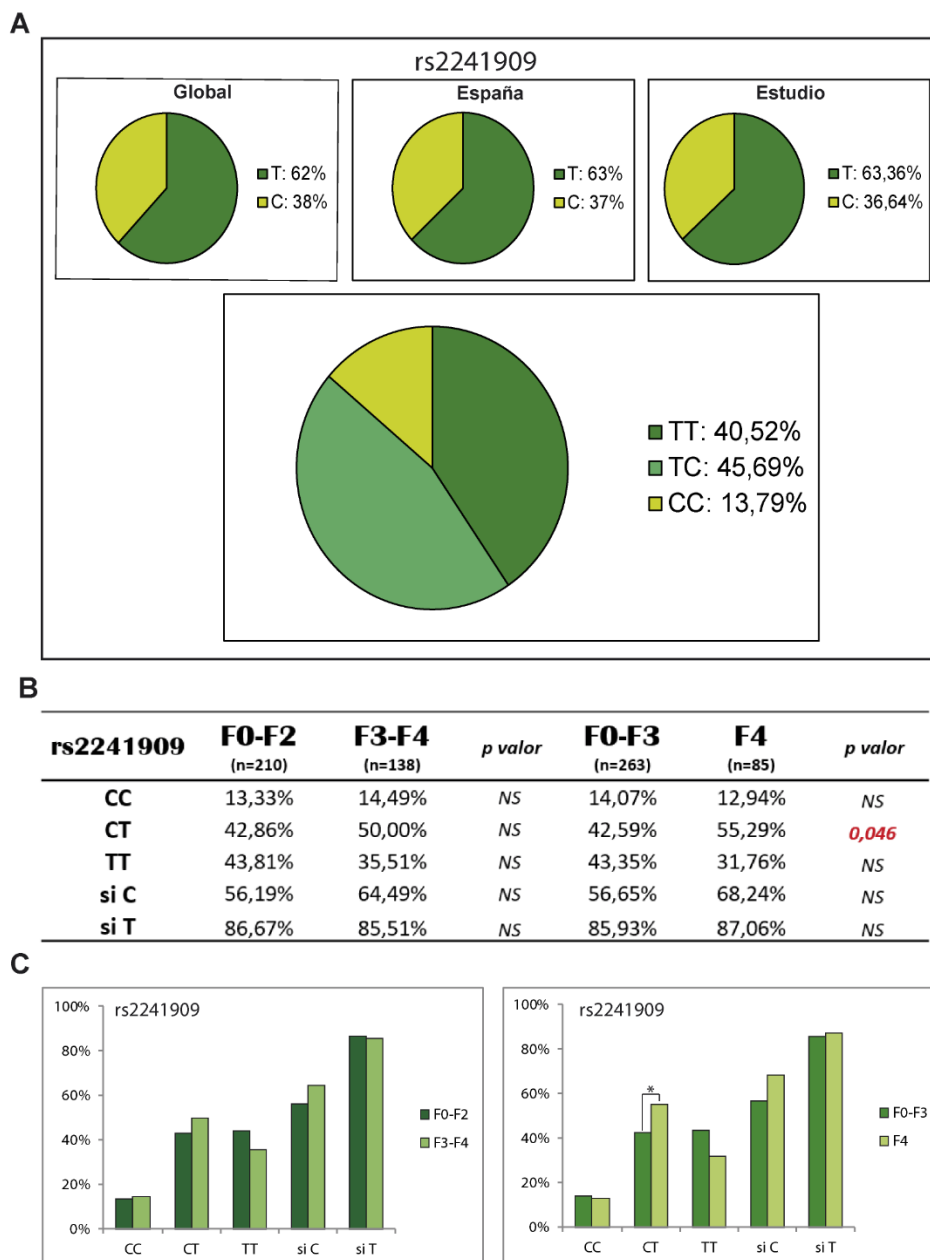 A
rs2241909
Global
T: 62%
C: 38%
España
T: 63%
C: 37%
Estudio
T: 63,36%
C: 36,64%
TT: 40,52%
TC: 45,69%
CC: 13,79%
B
rs2241909 F0-F2 (n=210) F3-F4 (n=138) p valor F0-F3 (n=263) F4 (n=85) p valor
CC 13,33% 14,49% NS 14,07% 12,94% NS
CT 42,86% 50,00% NS 42,59% 55,29% 0,046
TT 43,81% 35,51% NS 43,35% 31,76% NS
si C 56,19% 64,49% NS 56,65% 68,24% NS
si T 86,67% 85,51% NS 85,93% 87,06% NS
C
rs2241909
100%
80%
60%
40%
20%
0%
CC CT TT si C si T
F0-F2
F3-F4
rs2241909
100%
80%
60%
40%
20%
0%
*
CC CT TT si C si T
F0-F3
F4